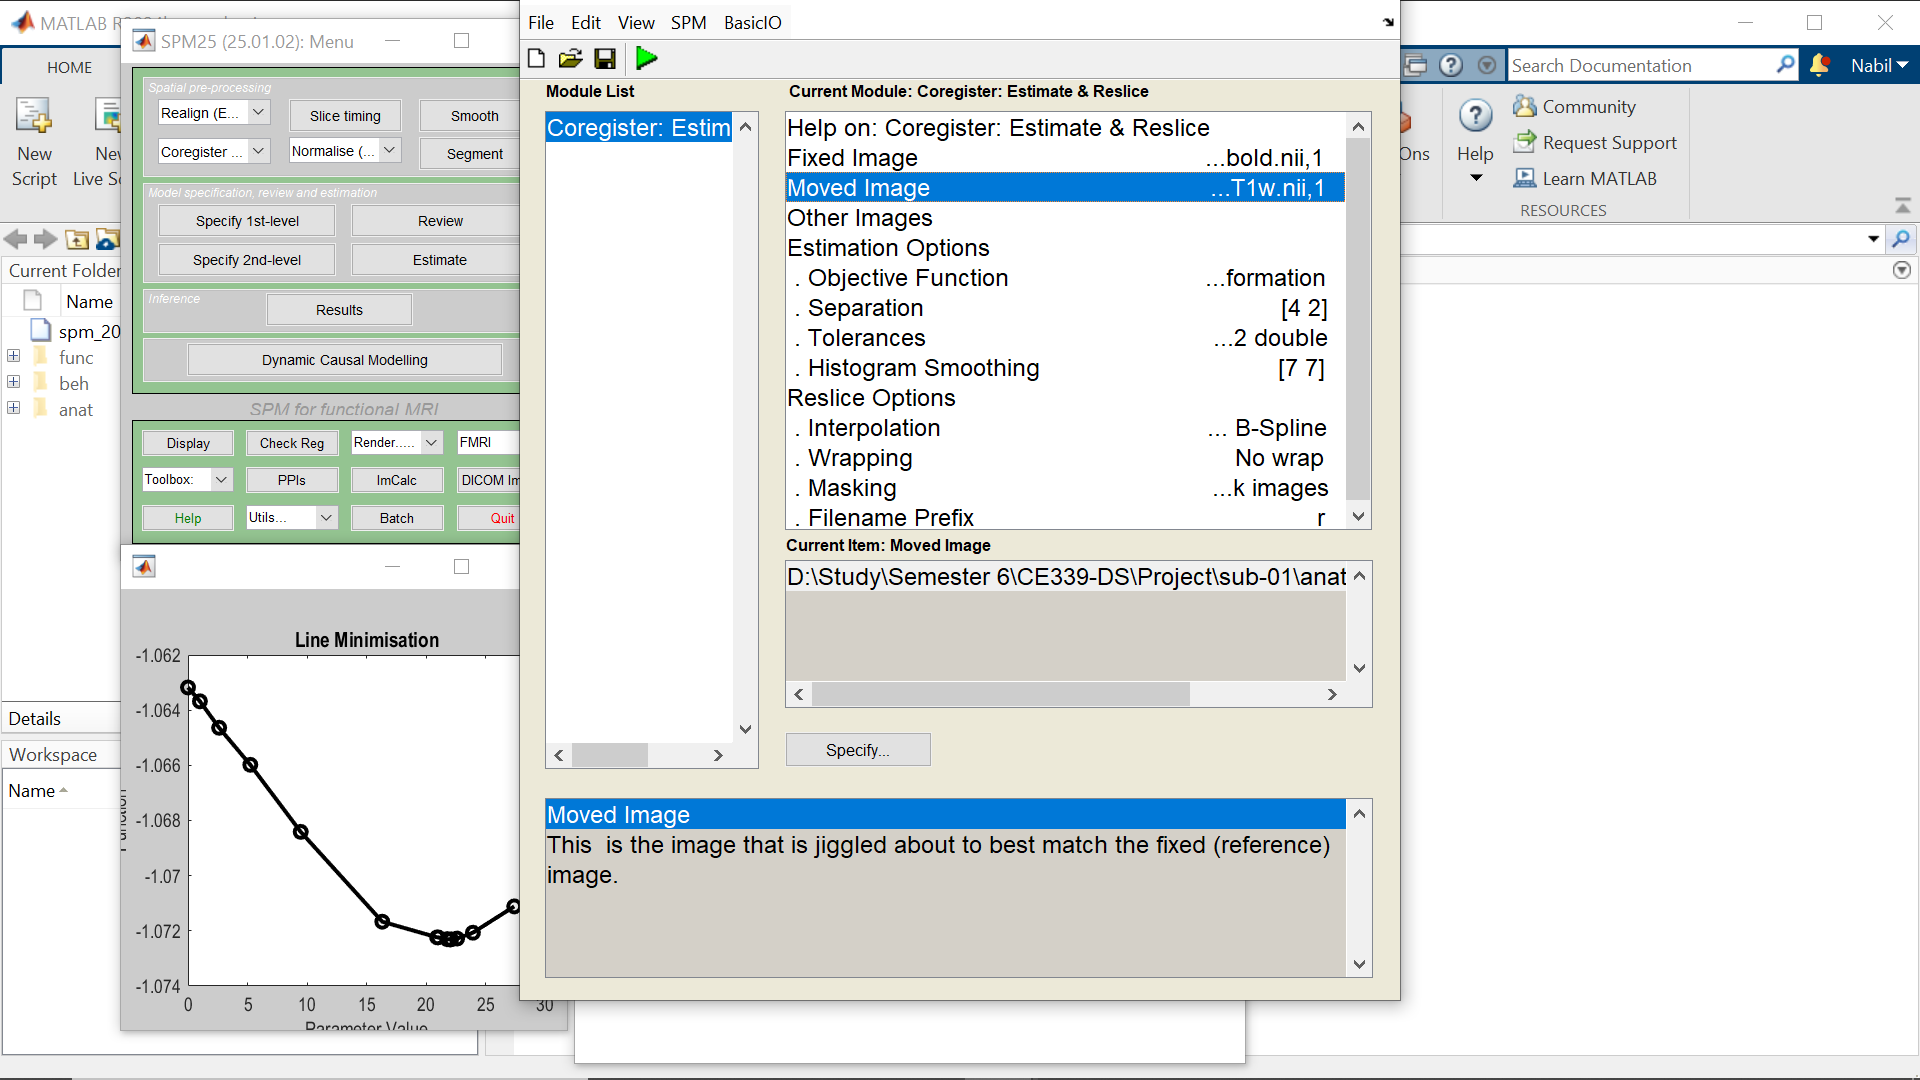 MATLAB R
SPM25 (25.01.02): Menu
File Edit View SPM BasicIO
HOME
Search Documentation
Nabil
New
Script
New
Live Sc
Community
Request Support
Learn MATLAB
Ons
Help
RESOURCES
Spatial pre-processing
Realign (E...
Slice timing
Smooth
Coregister ...
Normalise (...
Segment
Model specification, review and estimation
Specify 1st-level
Review
Specify 2nd-level
Estimate
Inference
Results
Dynamic Causal Modelling
SPM for functional MRI
Display
Check Reg
Render.....
FMRI
Toolbox:
PPIs
ImCalc
DICOM Im
Help
Utils...
Batch
Quit
Current Folder
Name
spm_20
func
beh
anat
Details
Workspace
Name
Module List
Coregister: Estim
Current Module: Coregister: Estimate & Reslice
Help on: Coregister: Estimate & Reslice
Fixed Image ...bold.nii,1
Moved Image ...T1w.nii,1
Other Images
Estimation Options
. Objective Function ...formation
. Separation [4 2]
. Tolerances ...2 double
. Histogram Smoothing [7 7]
Reslice Options
. Interpolation ... B-Spline
. Wrapping No wrap
. Masking ...k images
. Filename Prefix r
Current Item: Moved Image
D:\Study\Semester 6\CE339-DS\Project\sub-01\anat
Specify...
Moved Image
This is the image that is jiggled about to best match the fixed (reference)
image.
Line Minimisation
-1.062
-1.064
-1.066
-1.068
-1.07
-1.072
-1.074
0 5 10 15 20 25 30
Parameter Value